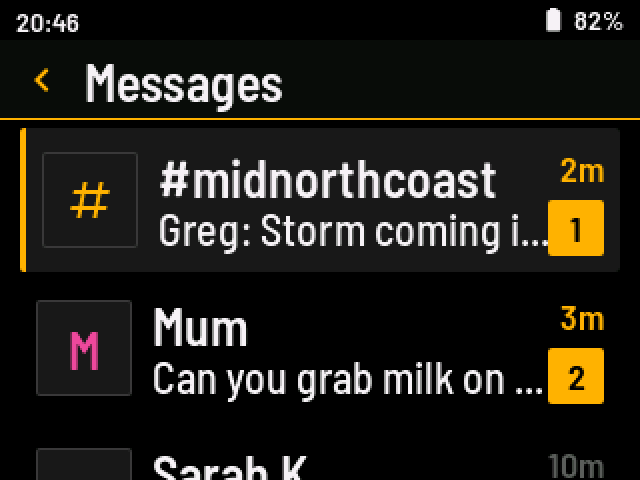 20:46 82%
< Messages
# #midnorthcoast 2m
Greg: Storm coming i... 1
M Mum 3m
Can you grab milk on ... 2
Sarah K 10m